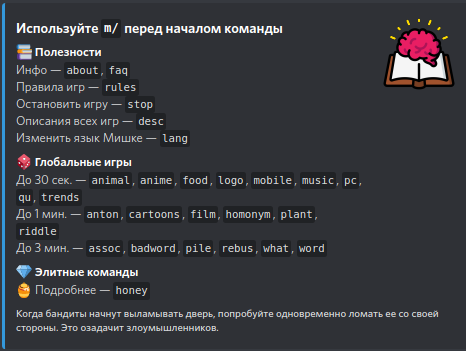 Используйте m/ перед началом команды
Полезности
Инфо — about, faq
Правила игр — rules
Остановить игру — stop
Описания всех игр — desc
Изменить язык Мишке — lang
Глобальные игры
До 30 сек. — animal, anime, food, logo, mobile, music, pc,
qu, trends
До 1 мин. — anton, cartoons, film, homonym, plant,
riddle
До 3 мин. — assoc, badword, pile, rebus, what, word
Элитные команды
Подробнее — honey
Когда бандиты начнут выламывать дверь, попробуйте одновременно ломать ее со своей
стороны. Это озадачит злоумышленников.